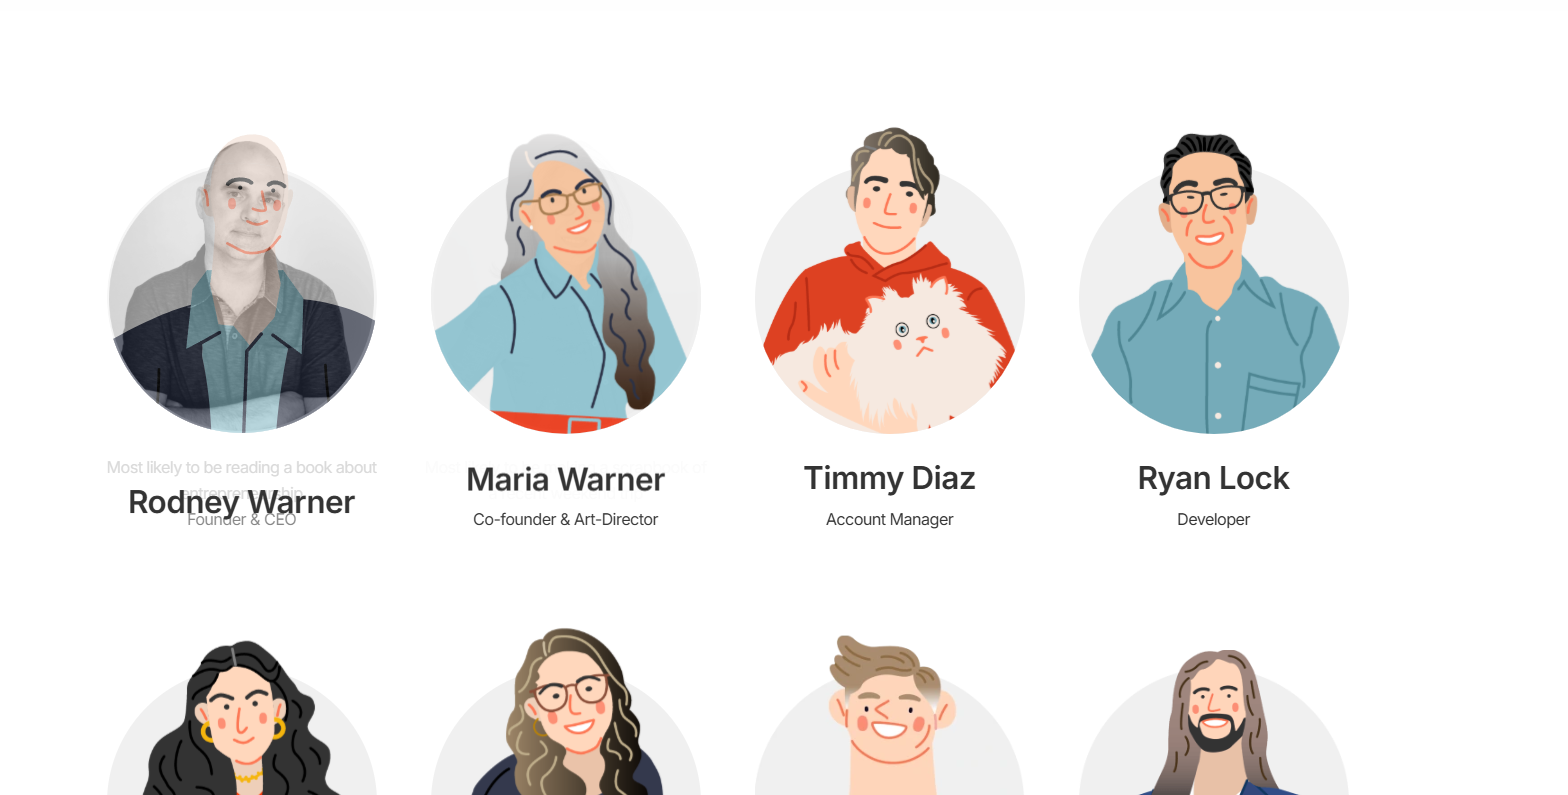 Most likely to be reading a book about
entrepreneurship
Rodney Warner
Founder & CEO
Maria Warner
Co-founder & Art-Director
Timmy Diaz
Account Manager
Ryan Lock
Developer